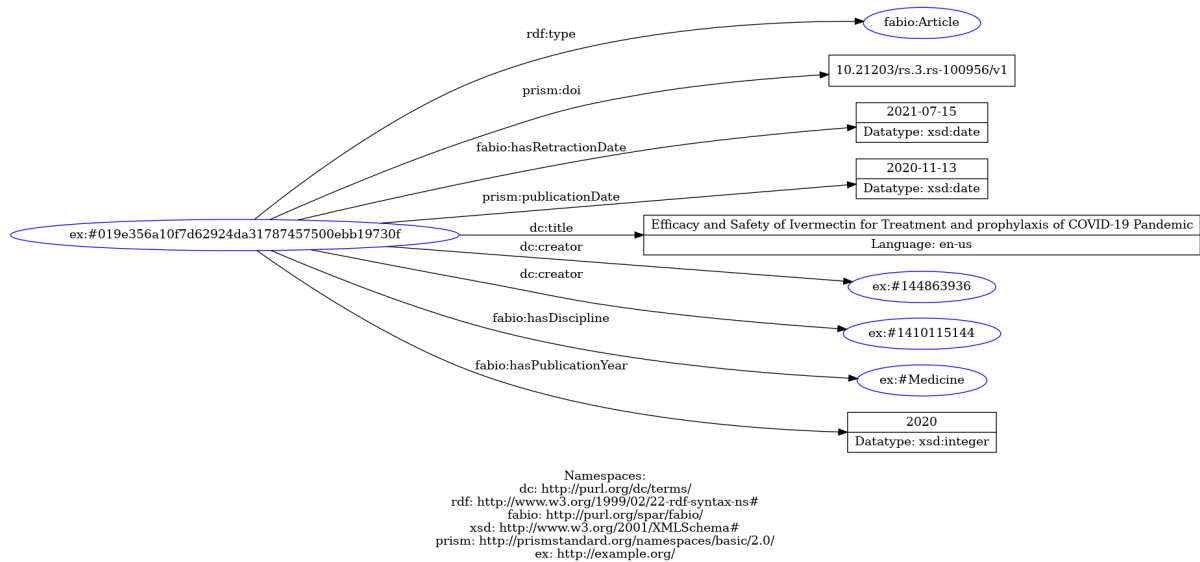 rdf:type
fabio:Article
prism:doi
10.21203/rs.3.rs-100956/v1
fabio:hasRetractionDate
2021-07-15
Datatype: xsd:date
prism:publicationDate
2020-11-13
Datatype: xsd:date
ex:#019e356a10f7d62924da31787457500ebb19730f
dc:title
Efficacy and Safety of Ivermectin for Treatment and prophylaxis of COVID-19 Pandemic
Language: en-us
dc:creator
ex:#144863936
dc:creator
ex:#1410115144
fabio:hasDiscipline
ex:#Medicine
fabio:hasPublicationYear
2020
Datatype: xsd:integer
Namespaces:
dc: http://purl.org/dc/terms/
rdf: http://www.w3.org/1999/02/22-rdf-syntax-ns#
fabio: http://purl.org/spar/fabio/
xsd: http://www.w3.org/2001/XMLSchema#
prism: http://prismstandard.org/namespaces/basic/2.0/
ex: http://example.org/